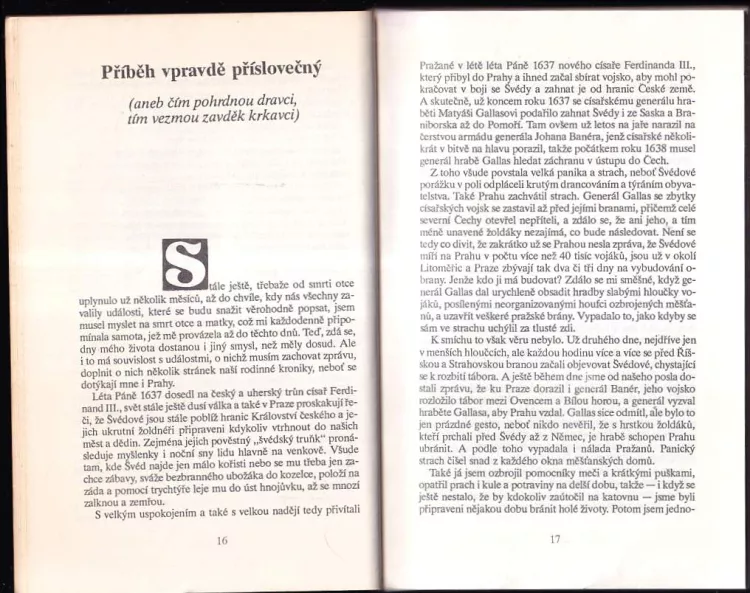 Příběh vpravdě příslovečný
(aneb čím pohrdnou dravci,
tím vezmou zavděk krkavci)
Stále ještě, třebaže od smrti otce
uplynulo už několik měsíců, až do chvíle, kdy nás všechny za-
valily události, které se budu snažit věrohodně popsat, jsem
musel myslet na smrt otce a matky, což mi každodenně připo-
mínala samota, jež mě provázela až do těchto dnů. Teď, zdá se,
dny mého života dostanou i jiný smysl, než měly dosud. Ale
i to má souvislost s událostmi, o nichž musím zachovat zprávu,
doplnit o nich několik stránek naší rodinné kroniky, neboť se
dotýkají mne i Prahy.
Léta Páně 1637 dosedl na český a uherský trůn císař Ferdi-
nand III., svět stále ještě dusí válka a také v Praze proskakují ře-
či, že Švédové jsou stále poblíž hranic Království českého a je-
jich ukrutní žoldnéři připraveni kdykoliv vtrhnout do našich
měst a dědin. Zejména jejich pověstný „švédský truňk“ proná-
sleduje myšlenky i noční sny lidu hlavně na venkově. Všude
tam, kde Švéd najde jen málo kořisti nebo se mu třeba jen za-
chce zábavy, sváže bezbranného ubožáka do kozelce, položí na
záda a pomocí trychtýře leje mu do úst hnojůvku, až se mnozí
zalknou a zemřou.
S velkým uspokojením a také s velkou nadějí tedy přivítali
16
Pražané v létě léta Páně 1637 nového císaře Ferdinanda III.,
který přibyl do Prahy a ihned začal sbírat vojsko, aby mohl po-
kračovat v boji se Švédy a zahnat je od hranic České země.
A skutečně, už koncem roku 1637 se císařskému generálu hra-
běti Matyáši Gallasovi podařilo zahnat Švédy i ze Saska a Bra-
niborska až do Pomoří. Tam ovšem už letos na jaře narazil na
čerstvou armádu generála Johana Banéra, jenž císařské několi-
krát v bitvě na hlavu porazil, takže počátkem roku 1638 musel
generál hrabě Gallas hledat záchranu v ústupu do Čech.
Z toho všude povstala velká panika a strach, neboť Švédové
porážku v poli odpláceli krutým drancováním a týráním obyva-
telstva. Také Prahu zachvátil strach. Generál Gallas se zbytky
císařských vojsk se zastavil až před jejími branami, přičemž celé
severní Čechy otevřel nepříteli, a zdálo se, že ani jeho, a tím
méně unavené žoldáky nezajímá, co bude následovat. Není se
tedy co divit, že zakrátko už se Prahou nesla zpráva, že Švédové
míří na Prahu v počtu více než 40 tisíc vojáků, jsou už v okolí
Litoměřic a Praze zbývají tak dva či tři dny na vybudování o-
brany. Jenže kdo ji má budovat? Zdálo se mi směšné, když ge-
nerál Gallas dal urychleně obsadit hradby slabými hloučky vo-
jáků, posílenými neorganizovanými houfci ozbrojených měšťa-
nů, a uzavřít veškeré pražské brány. Vypadalo to, jako kdyby se
sám ve strachu uchýlil za tlusté zdi.
K smíchu to však věru nebylo. Už druhého dne, nejdříve jen
v menších hloučcích, ale každou hodinu více a více se před Říš-
skou a Strahovskou branou začali objevovat Švédové, chystající
se k rozbití tábora. A ještě během dne jsme od našeho posla do-
stali zprávu, že ku Praze dorazil i generál Banér, jeho vojsko
rozložilo tábor mezi Ovencem a Bílou horou, a generál vyzval
hraběte Gallasa, aby Prahu vzdal. Gallas sice odmítl, ale bylo to
jen prázdné gesto, neboť nikdo nevěřil, že s hrstkou žoldáků,
kteří prchali před Švédy až z Němec, je hrabě schopen Prahu
ubránit. A podle toho vypadala i nálada Pražanů. Panický
strach číšel snad z každého okna měšťanských domů.
Také já jsem ozbrojil pomocníky meči a krátkými puškami,
opatřil prach i kule a potraviny na delší dobu, takže — i když se
ještě nestalo, že by kdokoliv zaútočil na katovnu — jsme byli
připraveni nějakou dobu bránit holé životy. Potom jsem jedno-
17